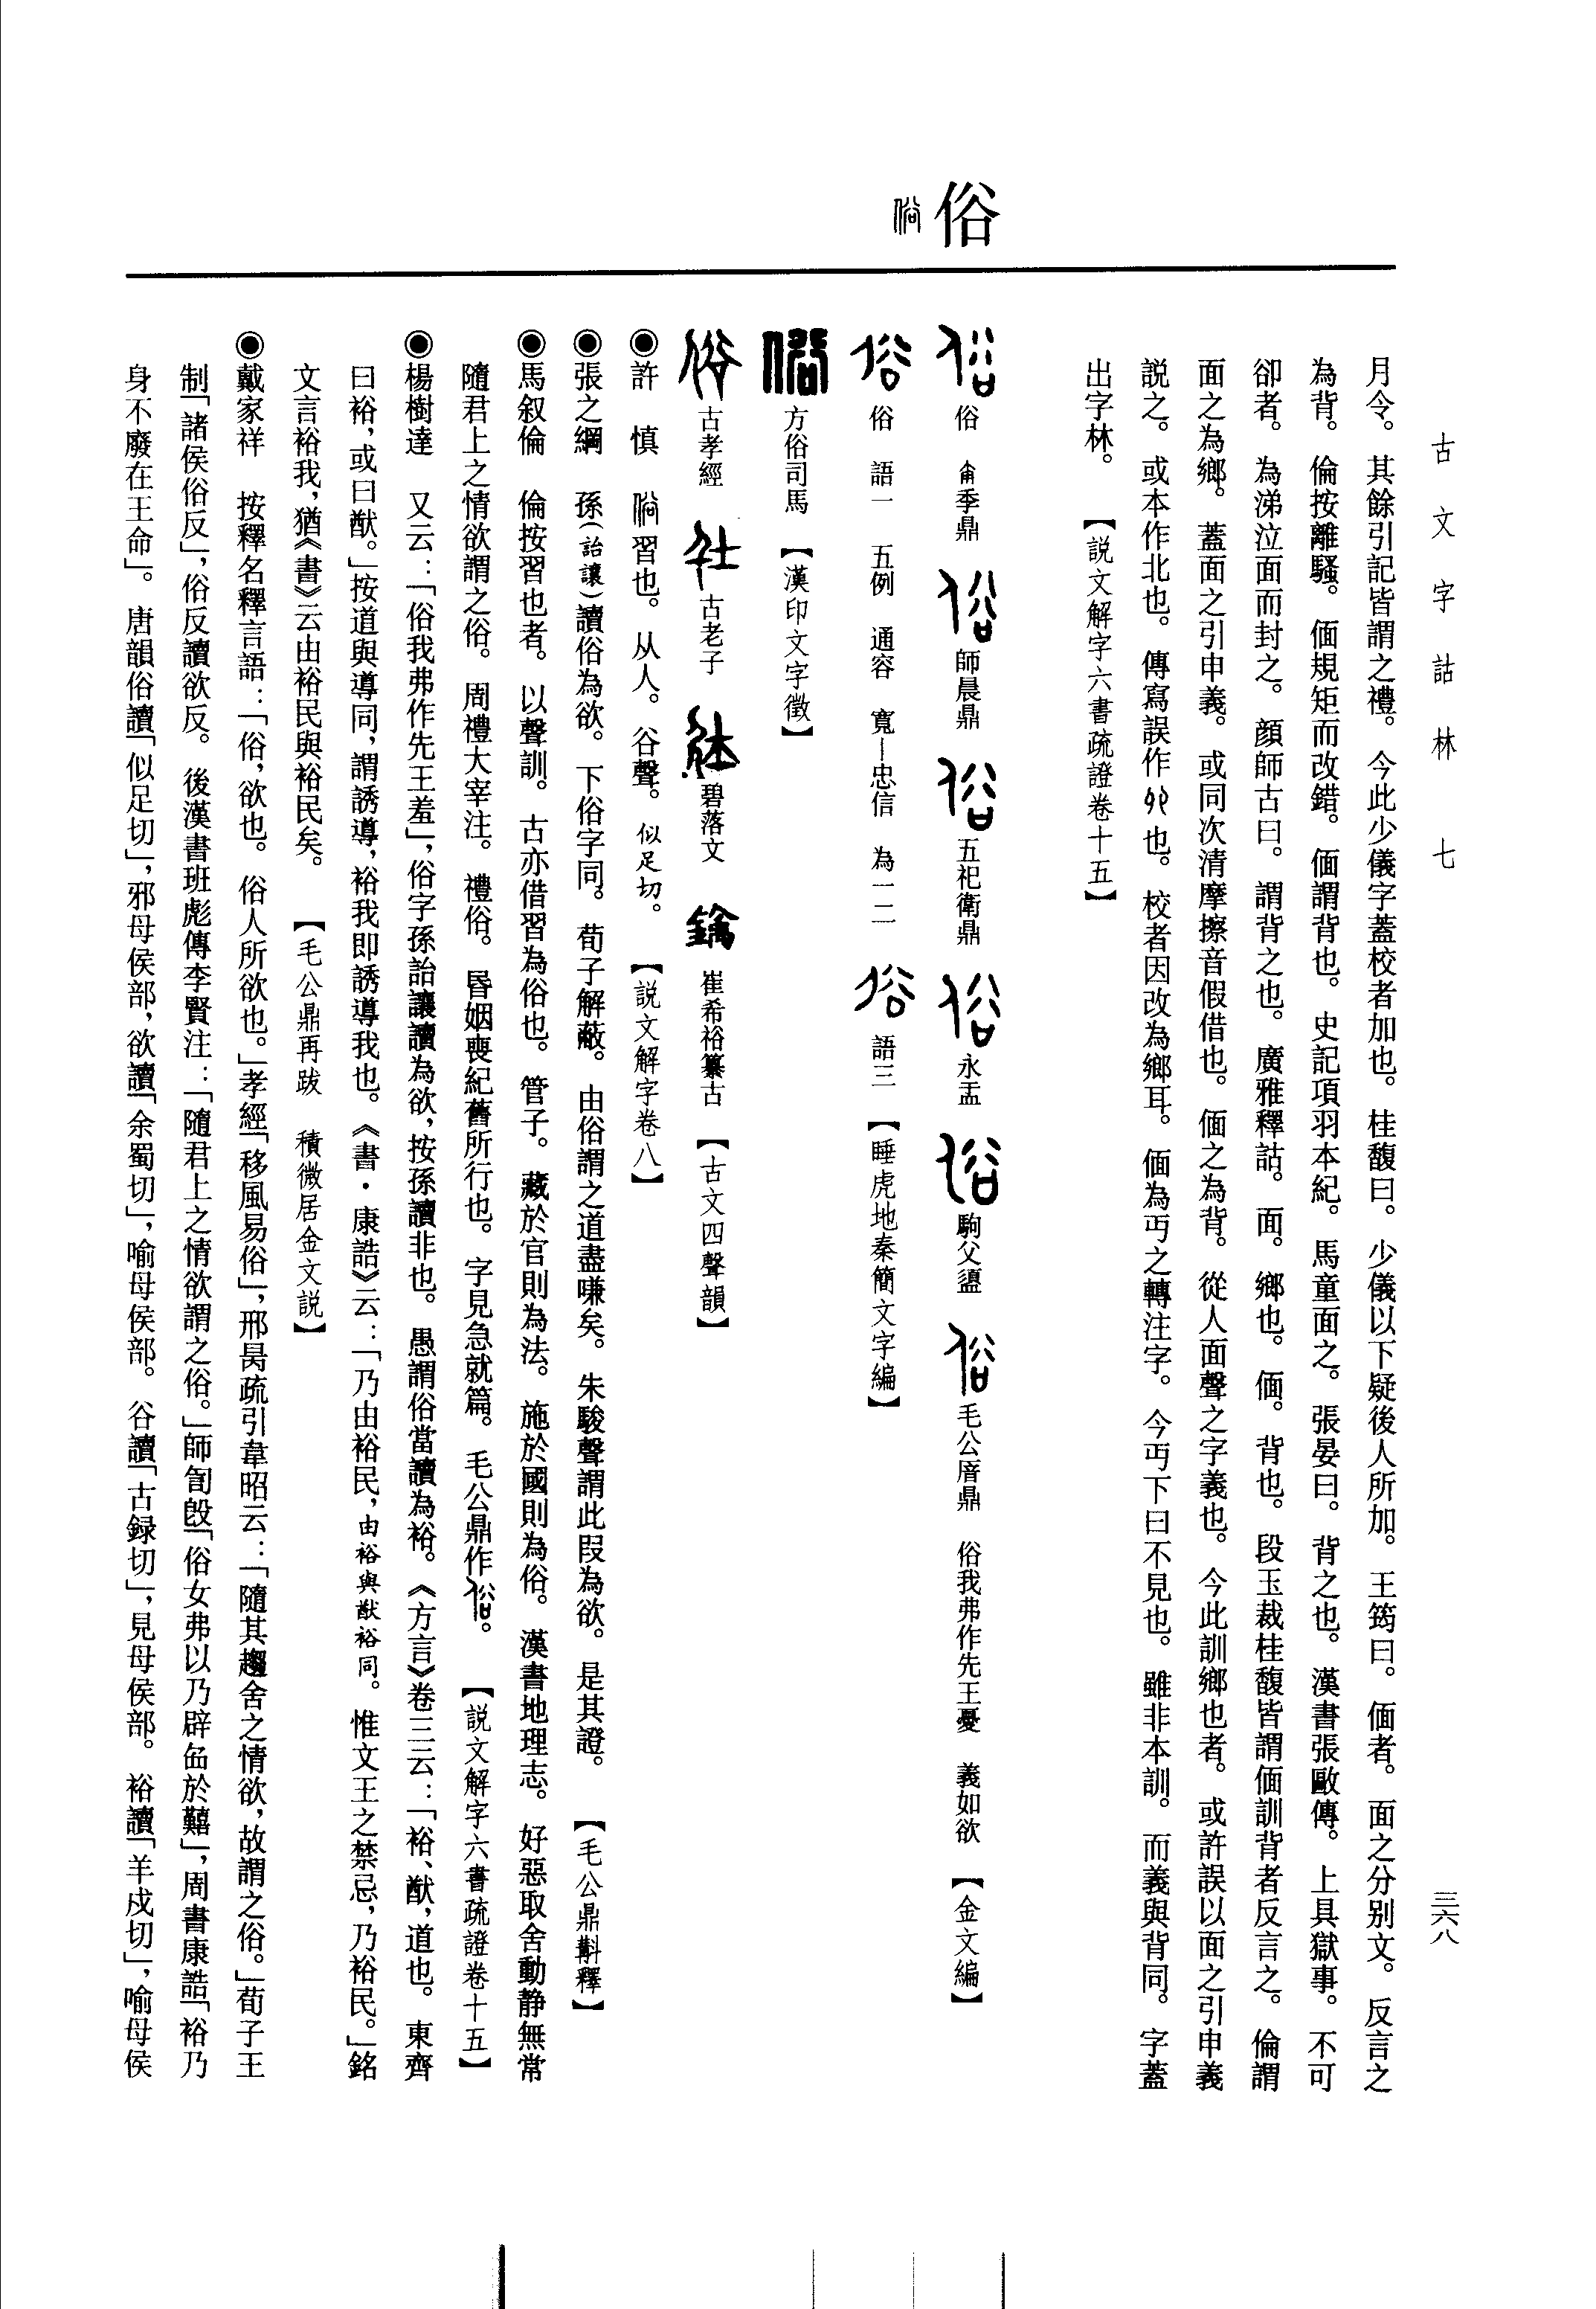 古文字詁林 七
三六八
俗
月令。其餘引記皆謂之禮。今此少儀字蓋校者加也。桂馥曰。少儀以下疑後人所加。王筠曰。偭者。面之分别文。反言之
為背。倫按離騷。偭規矩而改錯。偭謂背也。史記項羽本紀。馬童面之。張晏曰。背之也。漢書張敺傳。上具獄事。不可
卻者。為涕泣面而封之。顔師古曰。謂背之也。廣雅釋詁。面。鄉也。偭。背也。段玉裁桂馥皆謂偭訓背者反言之。倫謂
面之為鄉。蓋面之引申義。或同次清摩擦音假借也。偭之為背。從人面聲之字義也。今此訓鄉也者。或許誤以面之引申義
説之。或本作北也。傳寫誤作也。校者因改為鄉耳。偭為丏之轉注字。今丏下曰不見也。雖非本訓。而義與背同。字蓋
出字林。 【説文解字六書疏證卷十五】
俗 季鼎 師晨鼎 五祀衛鼎 永盂 駒父盨 毛公㫗鼎 俗我弗作先王憂 義如欲 【金文編】
俗 語一 五例 通容 寬—忠信 為一二 語三 【睡虎地秦簡文字編】
方俗司馬 【漢印文字徵】
古孝經 古老子 碧落文 崔希裕纂古 【古文四聲韻】
◉許 慎 習也。从人。谷聲。似足切。 【説文解字卷八】
◉張之綱 孫(詒讓)讀俗為欲。下俗字同。荀子解蔽。由俗謂之道盡嗛矣。朱駿聲謂此叚為欲。是其證。 【毛公鼎斠釋】
◉馬叙倫 倫按習也者。以聲訓。古亦借習為俗也。管子。藏於官則為法。施於國則為俗。漢書地理志。好惡取舍動静無常
隨君上之情欲謂之俗。周禮大宰注。禮俗。昏姻喪紀舊所行也。字見急就篇。毛公鼎作。 【説文解字六書疏證卷十五】
◉楊樹達 又云：「俗我弗作先王羞」，俗字孫詒讓讀為欲，按孫讀非也。愚謂俗當讀為裕。《方言》卷三云：「裕、猷，道也。東齊
曰裕，或曰猷。」按道與導同，謂誘導，裕我即誘導我也。《書·康誥》云：「乃由裕民，由裕與猷裕同。惟文王之禁忌，乃裕民。」銘
文言裕我，猶《書》云由裕民與裕民矣。 【毛公鼎再跋 積微居金文説】
◉戴家祥 按釋名釋言語：「俗，欲也。俗人所欲也。」孝經「移風易俗」，邢昺疏引韋昭云：「隨其趨舍之情欲，故謂之俗。」荀子王
制「諸侯俗反」，俗反讀欲反。後漢書班彪傳李賢注：「隨君上之情欲謂之俗。」師訇𣪘「俗女弗以乃辟圅於囏」，周書康誥「裕乃
身不廢在王命」。唐韻俗讀「似足切」，邪母侯部，欲讀「余蜀切」，喻母侯部。谷讀「古録切」，見母侯部。裕讀「羊戍切」，喻母侯